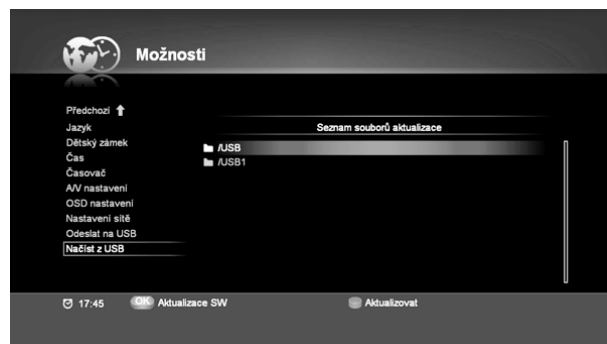 Možnosti
Předchozí
Jazyk
Dětský zámek
Čas
Časovač
A/V nastavení
OSD nastavení
Nastavení sítě
Odeslat na USB
Načíst z USB
Seznam souborů aktualizace
/USB
/USB1
17:45
OK Aktualizace SW
Aktualizovat